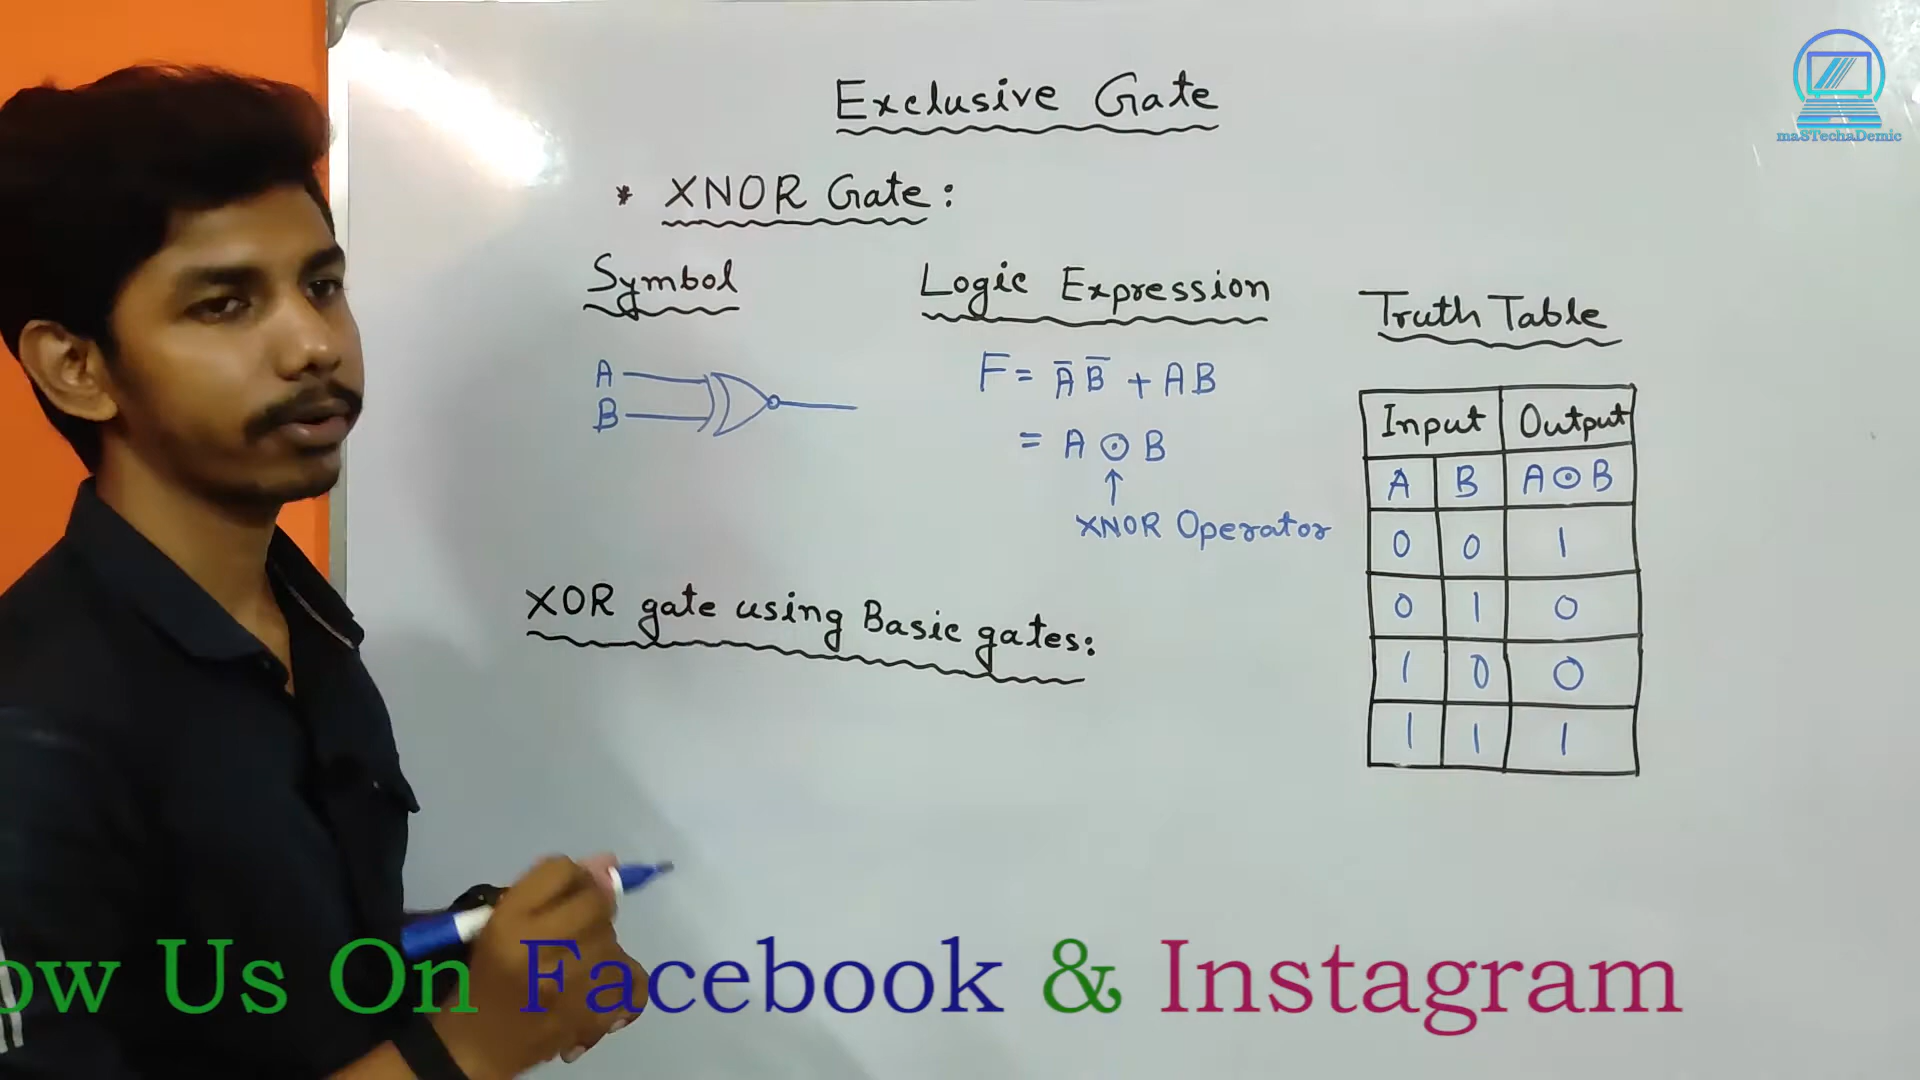 Exclusive Gate
maSTechaDemic
* XNOR Gate:
Symbol
Logic Expression
Truth Table
A
B
F = A̅ B̅ + AB
= A ⊙ B
↑
XNOR Operator
Input Output
A B A⊙B
0 0 1
0 1 0
1 0 0
1 1 1
XOR gate using Basic gates:
ow Us On Facebook & Instagram